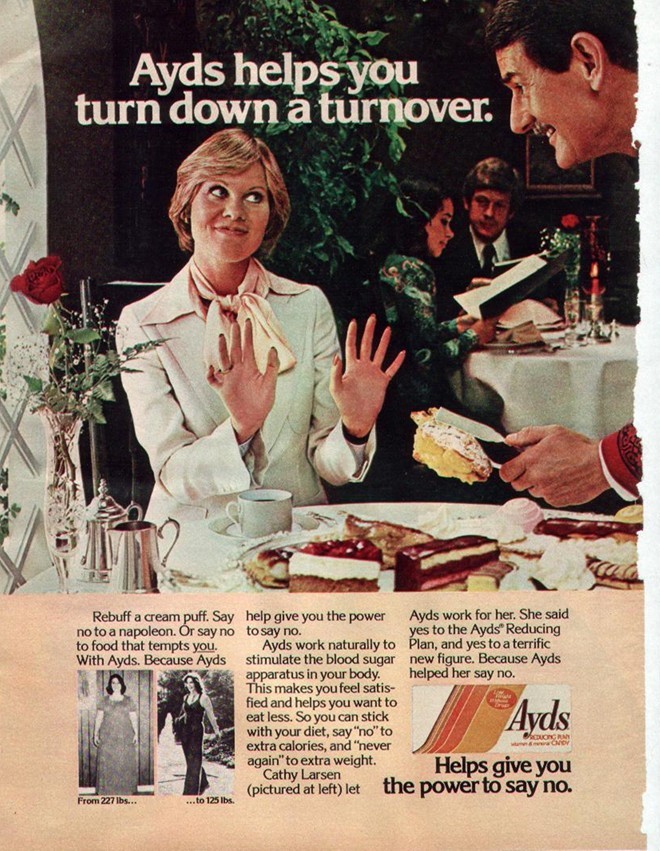 Ayds helps you
turn down a turnover.
Rebuff a cream puff. Say
no to a napoleon. Or say no
to food that tempts you.
With Ayds. Because Ayds
From 227 lbs...
...to 125 lbs.
help give you the power
to say no.
Ayds work naturally to
stimulate the blood sugar
apparatus in your body.
This makes you feel satis-
fied and helps you want to
eat less. So you can stick
with your diet, say "no" to
extra calories, and "never
again" to extra weight.
Cathy Larsen
(pictured at left) let
Ayds work for her. She said
yes to the Ayds® Reducing
Plan, and yes to a terrific
new figure. Because Ayds
helped her say no.
Ayds
REDUCING PLAN
vitamin & mineral CANDY
Helps give you
the power to say no.